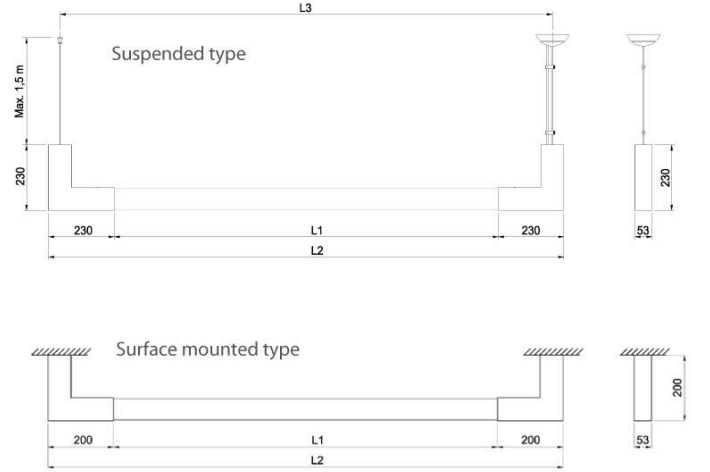 L3
Suspended type
Max. 1,5 m
230
230
230
L1
230
53
L2
Surface mounted type
200
200
L1
200
53
L2